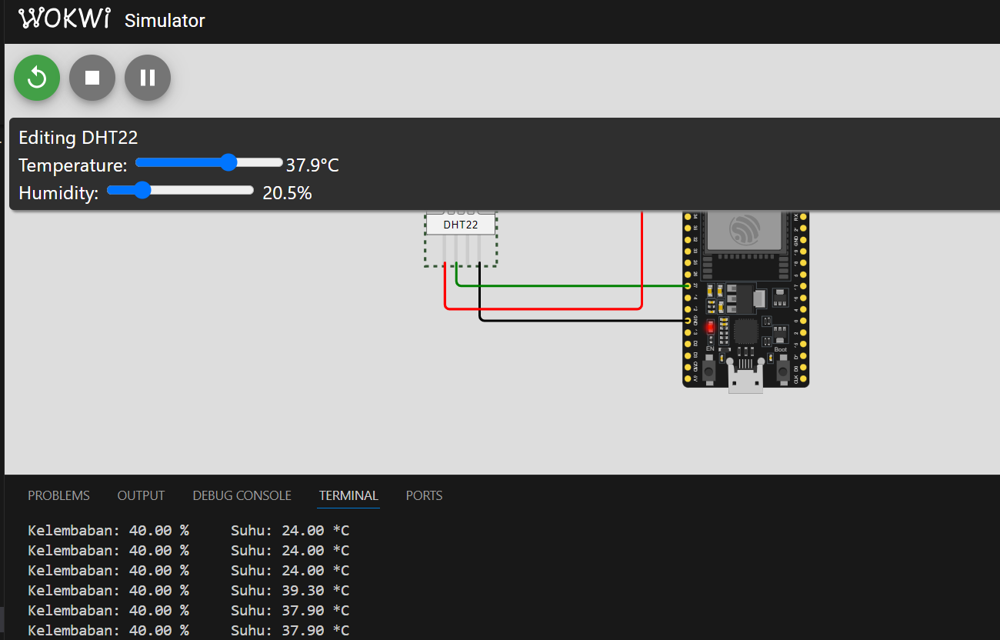 WOKWi Simulator
Editing DHT22
Temperature: 37.9°C
Humidity: 20.5%
DHT22
EN
Boot
PROBLEMS OUTPUT DEBUG CONSOLE TERMINAL PORTS
Kelembaban: 40.00 % Suhu: 24.00 *C
Kelembaban: 40.00 % Suhu: 24.00 *C
Kelembaban: 40.00 % Suhu: 24.00 *C
Kelembaban: 40.00 % Suhu: 39.30 *C
Kelembaban: 40.00 % Suhu: 37.90 *C
Kelembaban: 40.00 % Suhu: 37.90 *C